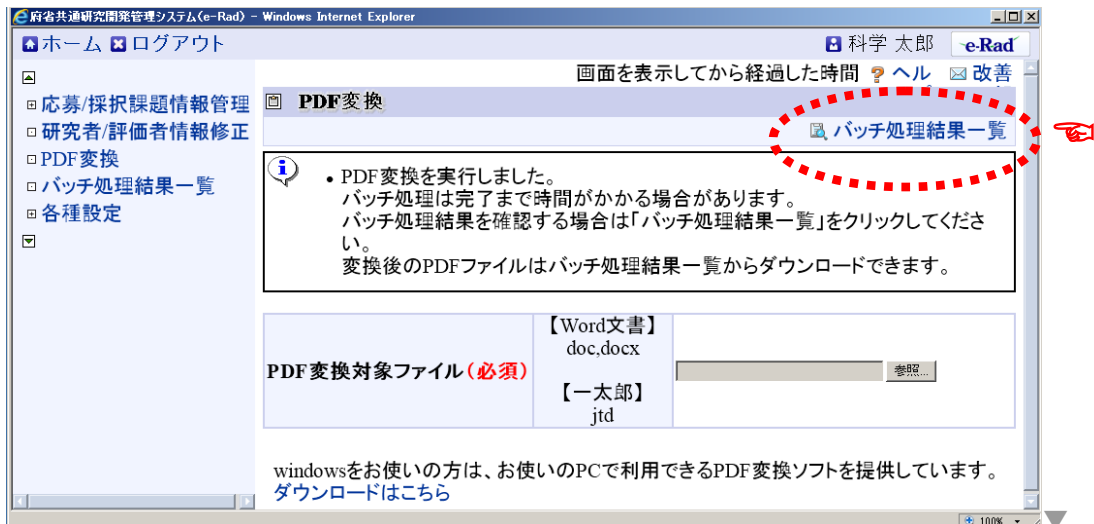 府省共通研究開発管理システム(e-Rad) - Windows Internet Explorer
ホーム ログアウト
科学 太郎 e-Rad
画面を表示してから経過した時間 ヘル 改善
応募/採択課題情報管理
研究者/評価者情報修正
PDF変換
バッチ処理結果一覧
各種設定
PDF変換
バッチ処理結果一覧
• PDF変換を実行しました。
バッチ処理は完了まで時間がかかる場合があります。
バッチ処理結果を確認する場合は「バッチ処理結果一覧」をクリックしてくださ
い。
変換後のPDFファイルはバッチ処理結果一覧からダウンロードできます。
PDF変換対象ファイル(必須)
【Word文書】
doc,docx
【一太郎】
jtd
参照...
windowsをお使いの方は、お使いのPCで利用できるPDF変換ソフトを提供しています。
ダウンロードはこちら
100%